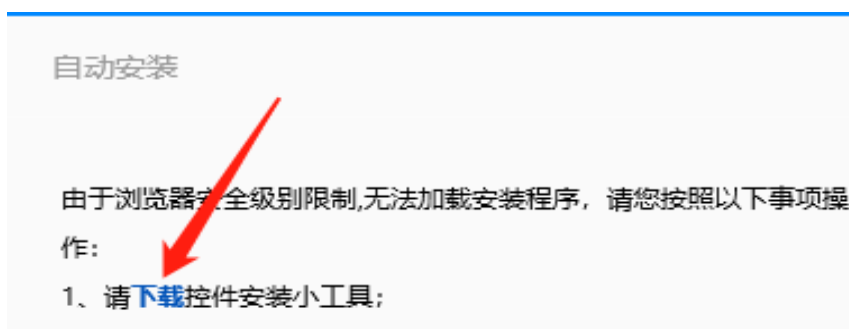 自动安装
由于浏览器安全级别限制,无法加载安装程序，请您按照以下事项操
作：
1、请下载控件安装小工具；